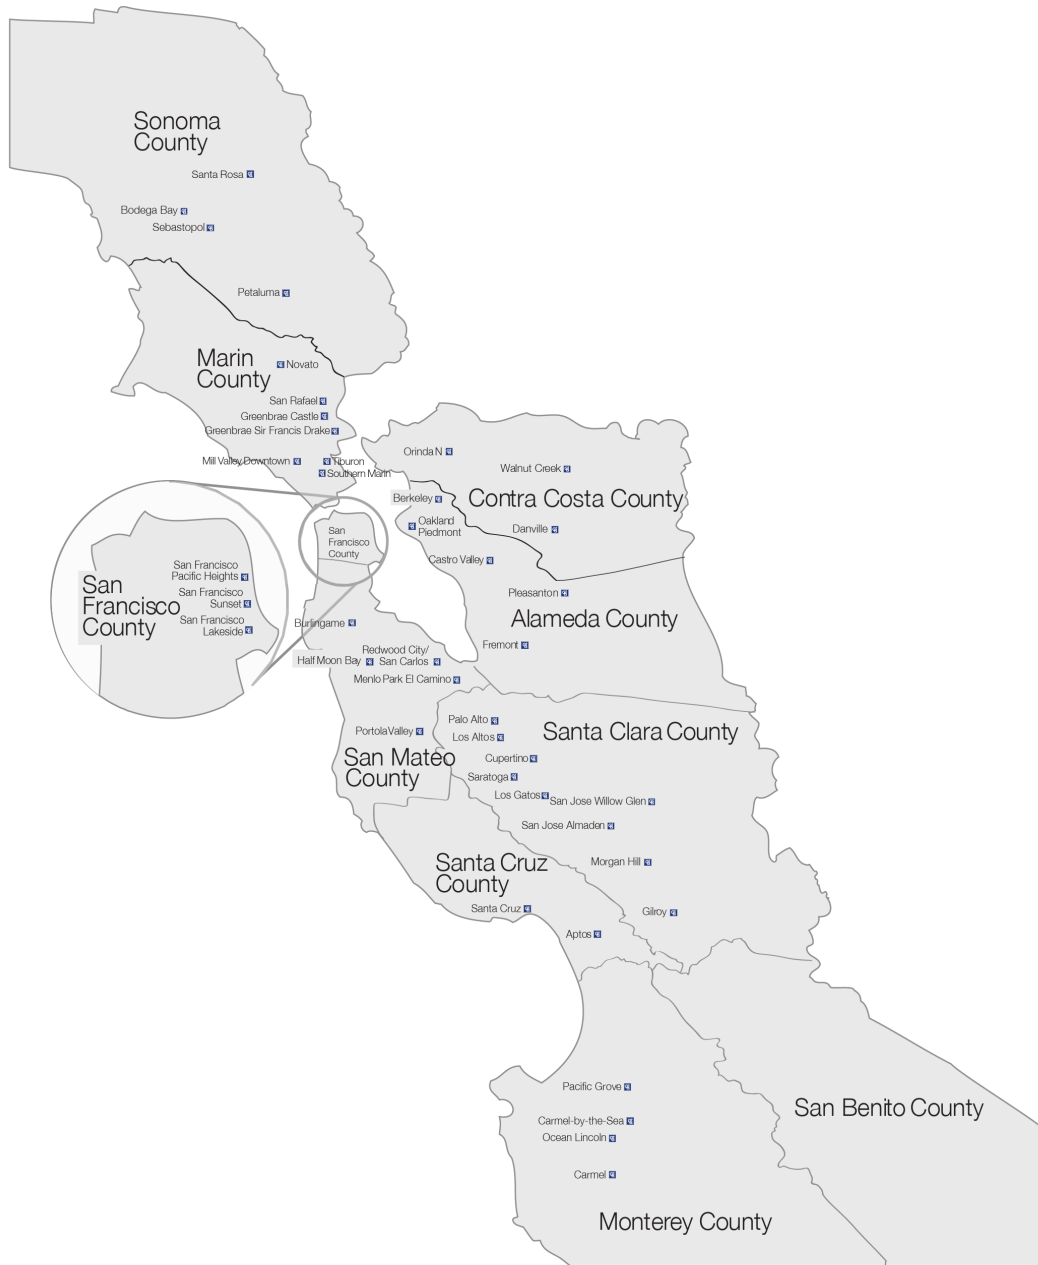 Sonoma
County
Santa Rosa
Bodega Bay
Sebastopol
Petaluma
Marin
County
Novato
San Rafael
Greenbrae Castle
Greenbrae Sir Francis Drake
Mill Valley Downtown
Tiburon
Southern Marin
Orinda N
Walnut Creek
Contra Costa County
Berkeley
Oakland
Piedmont
Danville
Castro Valley
San
Francisco
County
San Francisco
Pacific Heights
San Francisco
Sunset
San Francisco
Lakeside
San
Francisco
County
Pleasanton
Alameda County
Fremont
Burlingame
Redwood City/
San Carlos
Half Moon Bay
Menlo Park El Camino
Portola Valley
San Mateo
County
Palo Alto
Los Altos
Santa Clara County
Cupertino
Saratoga
Los Gatos
San Jose Willow Glen
San Jose Almaden
Morgan Hill
Gilroy
Santa Cruz
County
Santa Cruz
Aptos
Pacific Grove
Carmel-by-the-Sea
Ocean Lincoln
Carmel
San Benito County
Monterey County